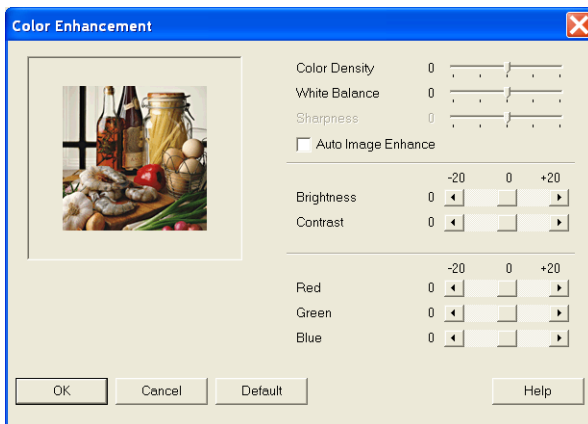 Color Enhancement
Color Density 0
White Balance 0
Sharpness 0
Auto Image Enhance
-20 0 +20
Brightness 0
Contrast 0
-20 0 +20
Red 0
Green 0
Blue 0
OK Cancel Default Help